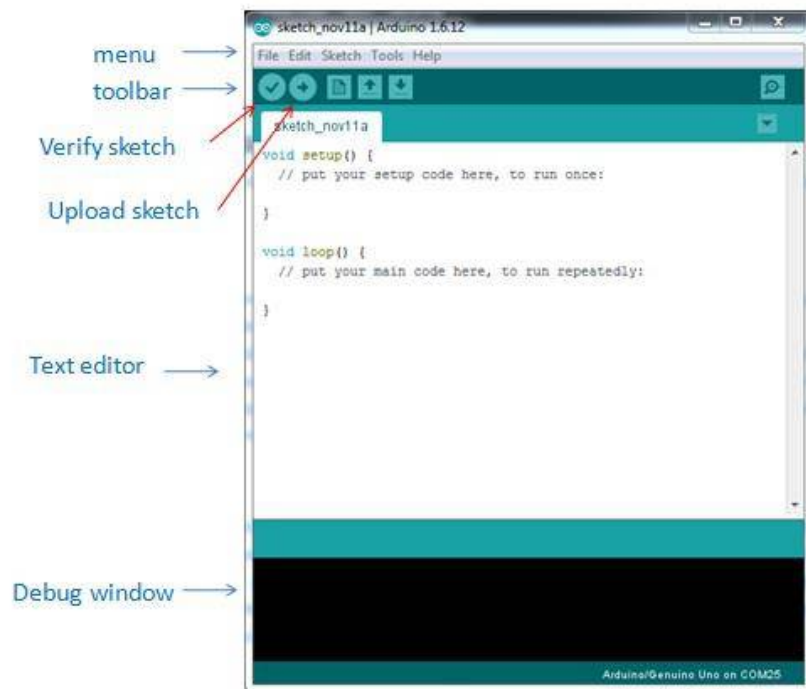 sketch_nov11a | Arduino 1.6.12
menu
File Edit Sketch Tools Help
toolbar
sketch_nov11a
Verify sketch
void setup() {
// put your setup code here, to run once:
Upload sketch
}
void loop() {
// put your main code here, to run repeatedly:
}
Text editor
Debug window
Arduino/Genuino Uno on COM25